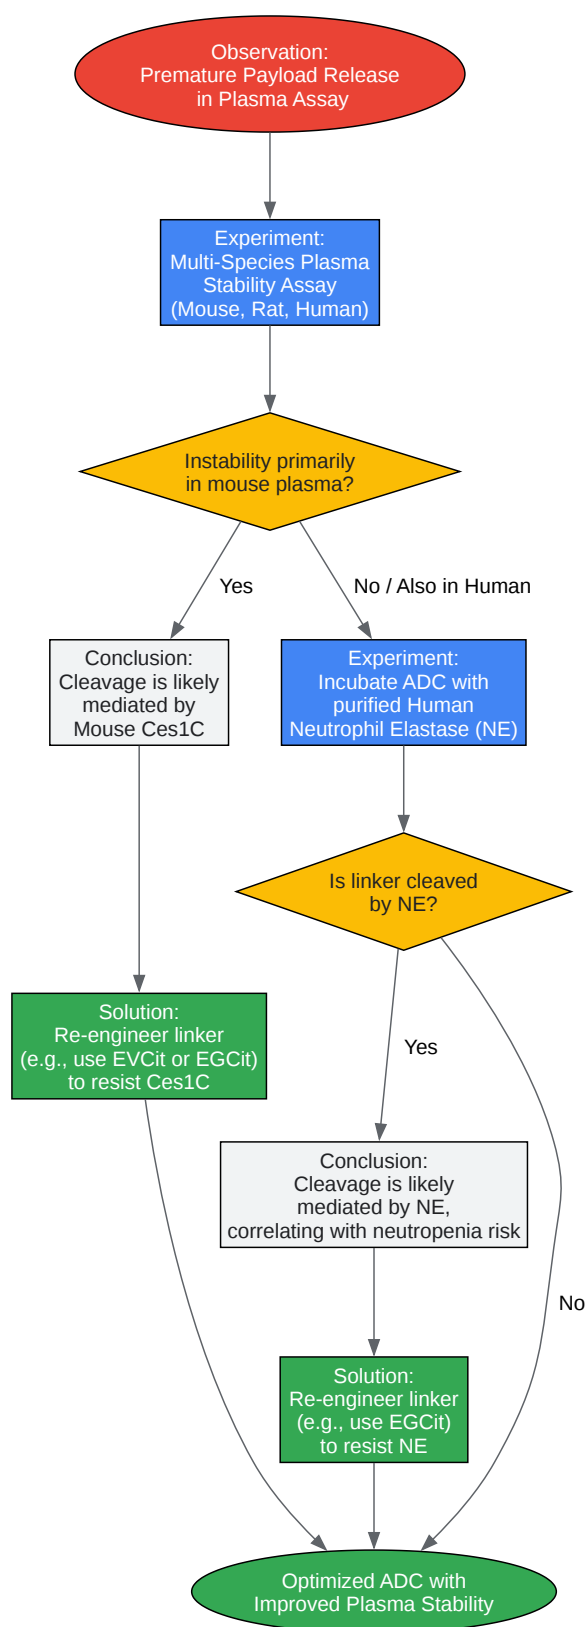 Observation:
Premature Payload Release
in Plasma Assay
Experiment:
Multi-Species Plasma
Stability Assay
(Mouse, Rat, Human)
Instability primarily
in mouse plasma?
Yes
No / Also in Human
Conclusion:
Cleavage is likely
mediated by
Mouse Ces1C
Experiment:
Incubate ADC with
purified Human
Neutrophil Elastase (NE)
Is linker cleaved
by NE?
Solution:
Re-engineer linker
(e.g., use EVCit or EGCit)
to resist Ces1C
Yes
Conclusion:
Cleavage is likely
mediated by NE,
correlating with neutropenia risk
No
Solution:
Re-engineer linker
(e.g., use EGCit)
to resist NE
Optimized ADC with
Improved Plasma Stability